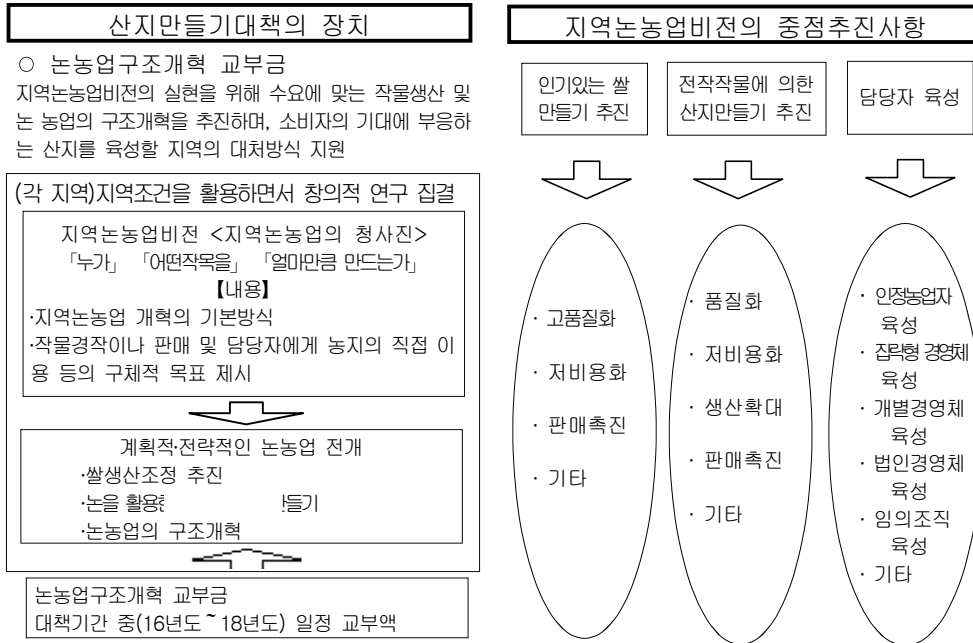 산지만들기대책의 장치
○ 논농업구조개혁 교부금
지역논농업비전의 실현을 위해 수요에 맞는 작물생산 및
논 농업의 구조개혁을 추진하며, 소비자의 기대에 부응하
는 산지를 육성할 지역의 대처방식 지원
(각 지역)지역조건을 활용하면서 창의적 연구 집결
지역논농업비전 <지역논농업의 청사진>
「누가」 「어떤작목을」 「얼마만큼 만드는가」
【내용】
·지역논농업 개혁의 기본방식
·작물경작이나 판매 및 담당자에게 농지의 직접 이
용 등의 구체적 목표 제시
계획적·전략적인 논농업 전개
·쌀생산조정 추진
·논을 활용 들기
·논농업의 구조개혁
논농업구조개혁 교부금
대책기간 중(16년도~18년도) 일정 교부액
지역논농업비전의 중점추진사항
인기있는 쌀
만들기 추진
전작작물에 의한
산지만들기 추진
담당자 육성
· 고품질화
· 저비용화
· 판매촉진
· 기타
· 품질화
· 저비용화
· 생산확대
· 판매촉진
· 기타
· 인정농업자
육성
· 집락형 경영체
육성
· 개별경영체
육성
· 법인경영체
육성
· 임의조직
육성
· 기타